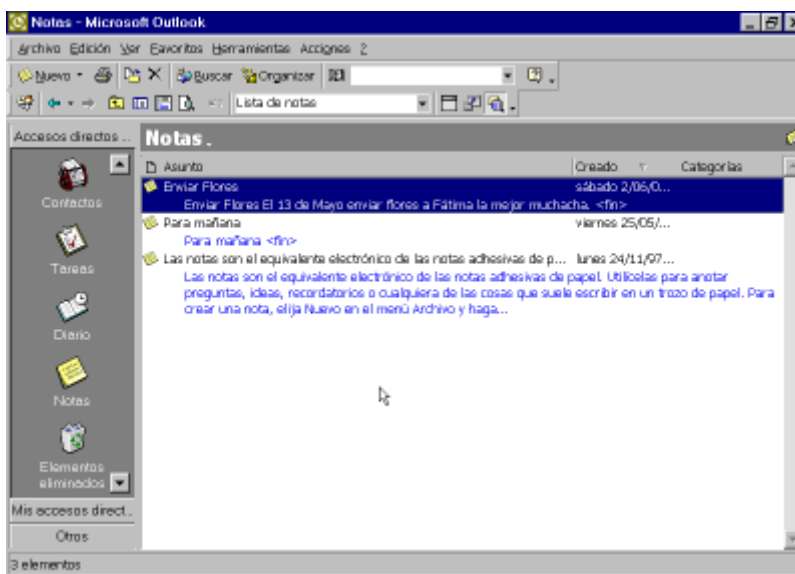 Notas - Microsoft Outlook
Archivo Edición Ver Favoritos Herramientas Acciones ?
Nuevo Buscar Organizar
Lista de notas
Accesos directos ... Notas .
Asunto Creado Categorías
Enviar Flores sábado 2/06/0...
Enviar Flores El 13 de Mayo enviar flores a Fátima la mejor muchacha. <fin>
Para mañana viernes 25/05/...
Para mañana <fin>
Las notas son el equivalente electrónico de las notas adhesivas de p... lunes 24/11/97...
Las notas son el equivalente electrónico de las notas adhesivas de papel. Utilícelas para anotar
preguntas, ideas, recordatorios o cualquiera de las cosas que suele escribir en un trozo de papel. Para
crear una nota, elija Nuevo en el menú Archivo y haga...
Contactos
Tareas
Diario
Notas
Elementos
eliminados
Mis accesos direct...
Otros
3 elementos